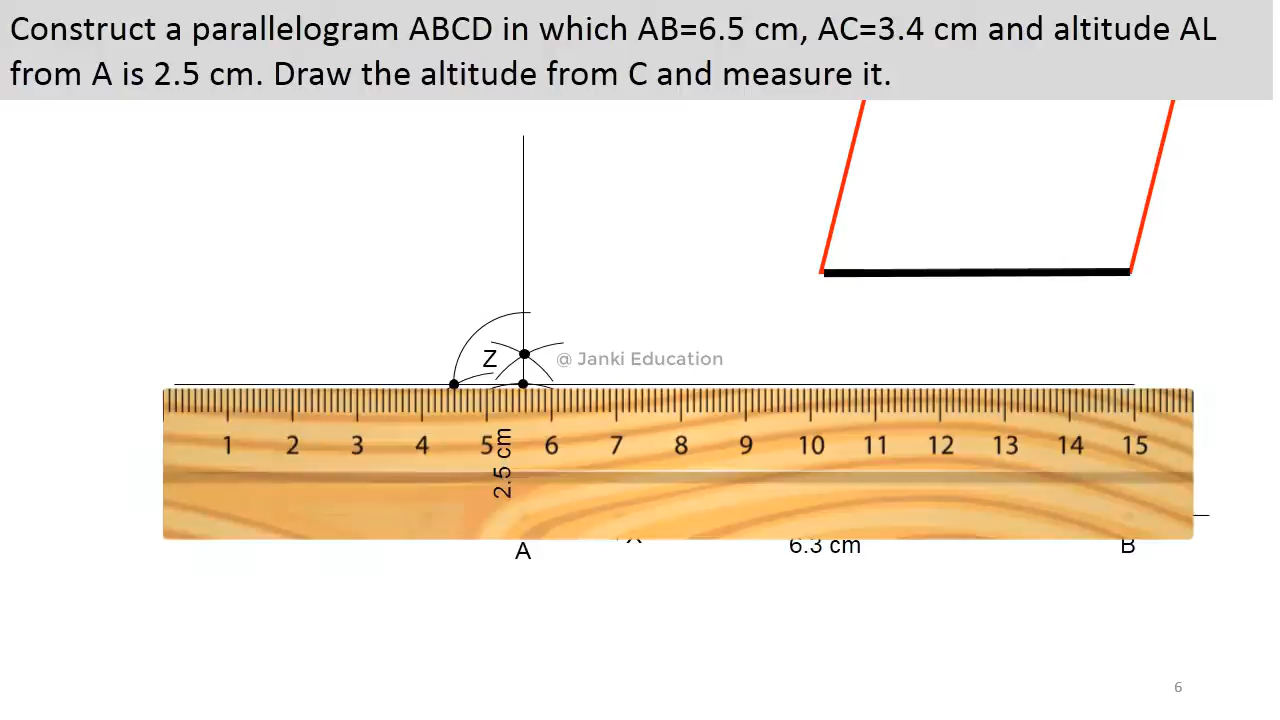 Construct a parallelogram ABCD in which AB=6.5 cm, AC=3.4 cm and altitude AL
from A is 2.5 cm. Draw the altitude from C and measure it.
Z
@ Janki Education
1 2 3 4 5 6 7 8 9 10 11 12 13 14 15
2.5 cm
A 6.3 cm B
6